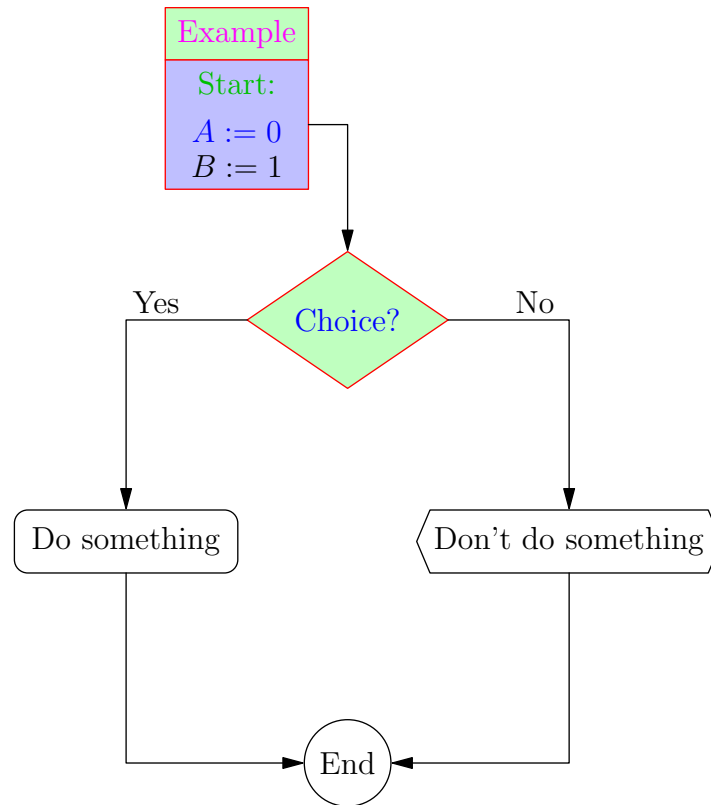 Example
Start:
A := 0
B := 1
Yes
No
Choice?
Do something
Don't do something
End